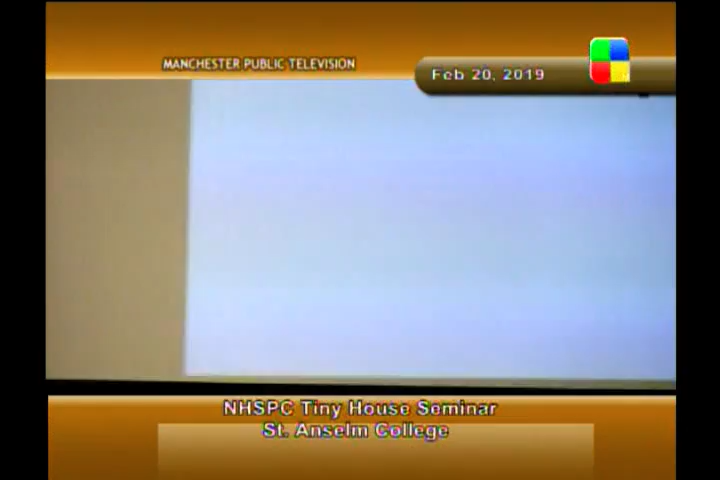 MANCHESTER PUBLIC TELEVISION
Feb 20, 2019
NHSPC Tiny House Seminar
St. Anselm College